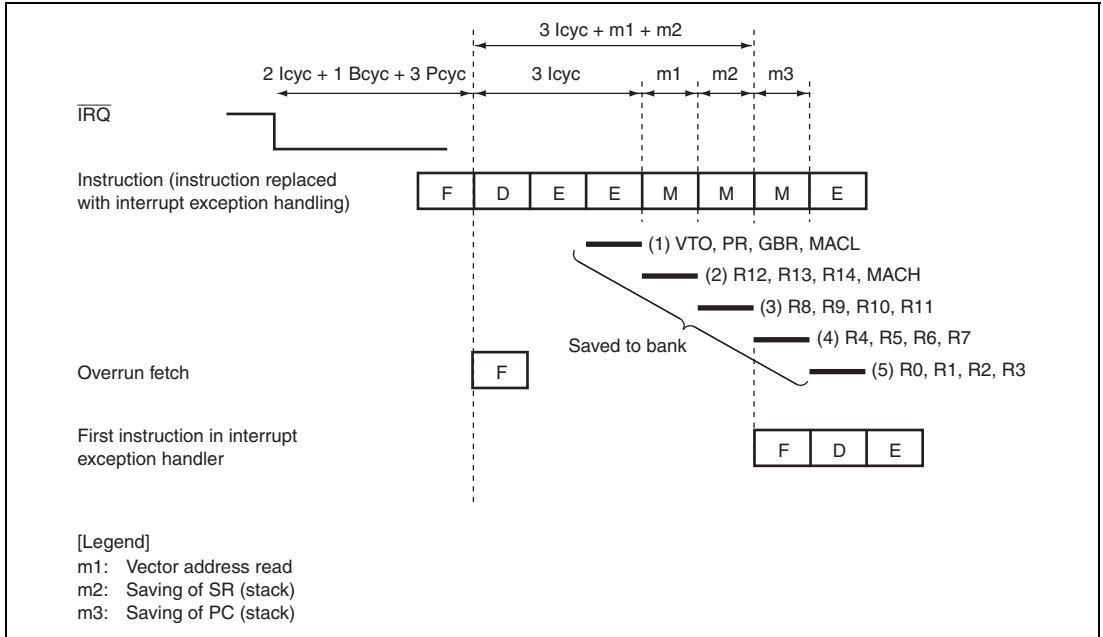 3 Icyc + m1 + m2
2 Icyc + 1 Bcyc + 3 Pcyc 3 Icyc m1 m2 m3
IRQ
Instruction (instruction replaced
with interrupt exception handling)
F D E E M M M E
(1) VTO, PR, GBR, MACL
(2) R12, R13, R14, MACH
(3) R8, R9, R10, R11
(4) R4, R5, R6, R7
Saved to bank
(5) R0, R1, R2, R3
Overrun fetch
F
First instruction in interrupt
exception handler
F D E
[Legend]
m1: Vector address read
m2: Saving of SR (stack)
m3: Saving of PC (stack)